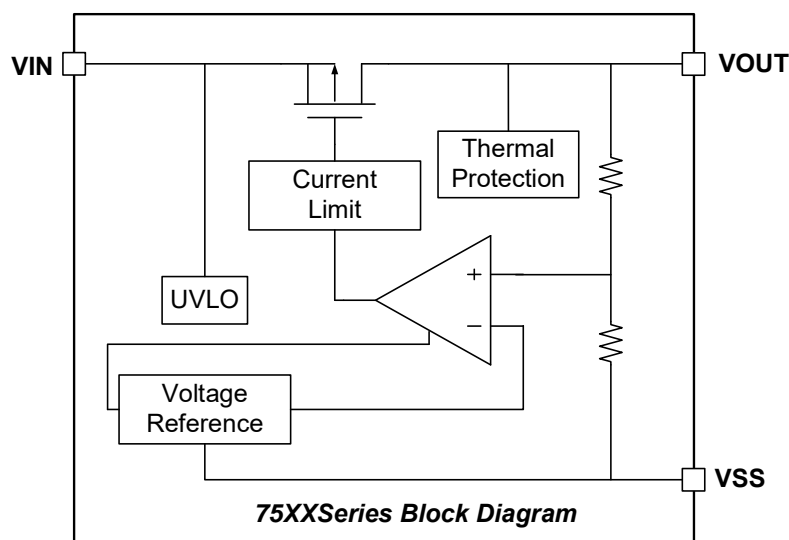 VIN
VOUT
Thermal
Protection
Current
Limit
+
UVLO
−
Voltage
Reference
VSS
75XXSeries Block Diagram